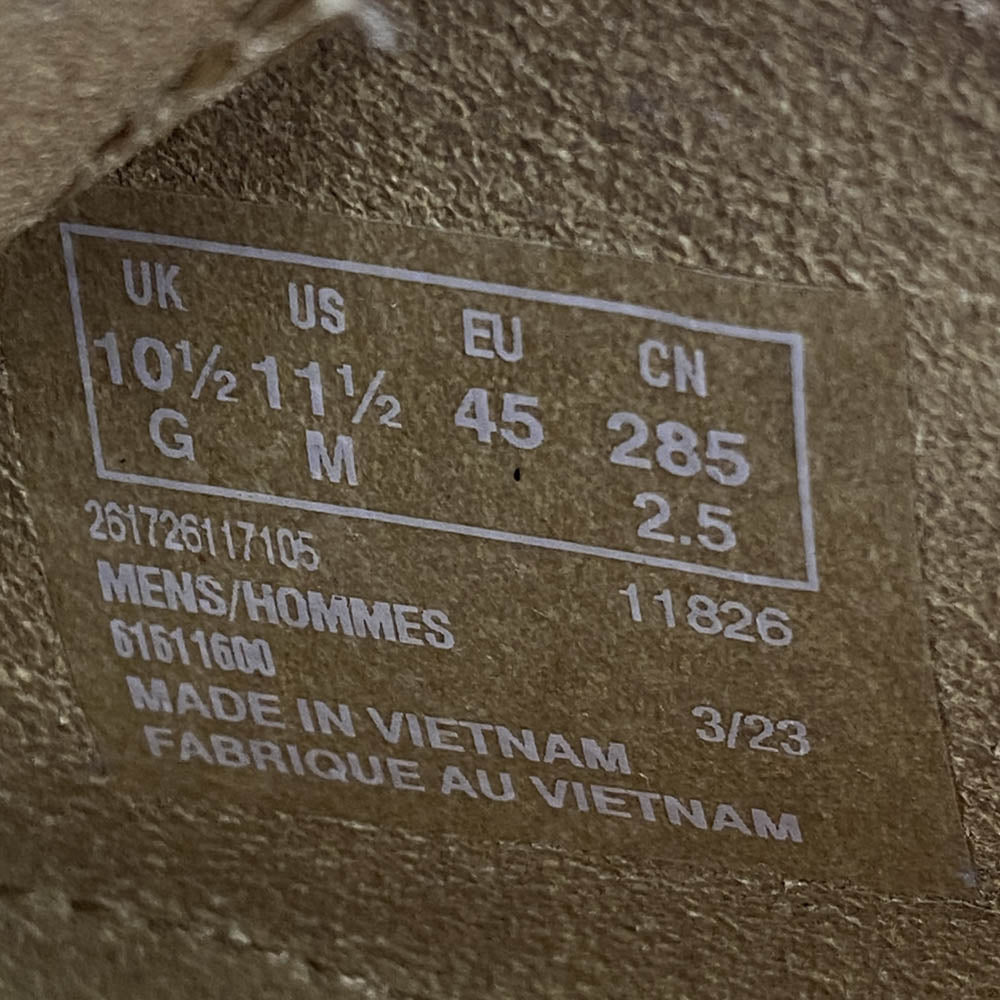 UK US EU CN
10½ 11½ 45 285
G M 2.5
261726117105
MENS/HOMMES 11826
61611600
MADE IN VIETNAM 3/23
FABRIQUE AU VIETNAM